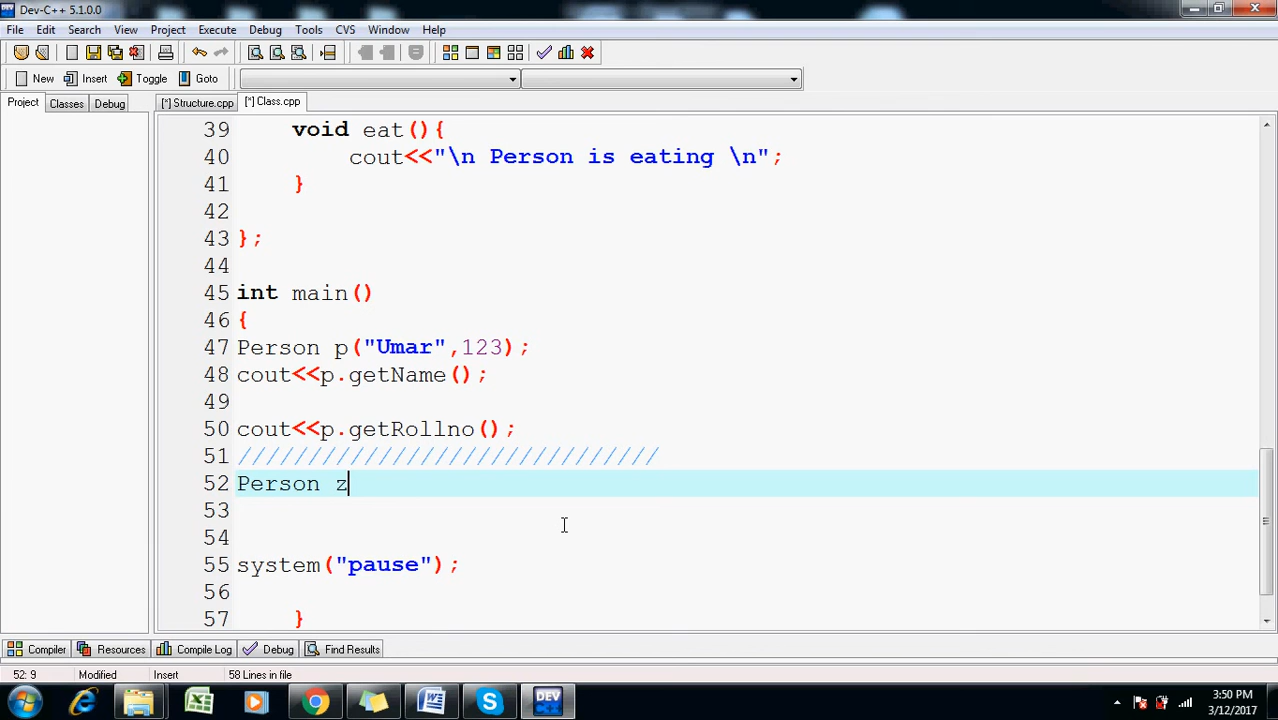 Dev-C++ 5.1.0.0
File Edit Search View Project Execute Debug Tools CVS Window Help
New Insert Toggle Goto
Project Classes Debug [*] Structure.cpp [*] Class.cpp
39 void eat(){
40 cout<<"\n Person is eating \n";
41 }
42
43 };
44
45 int main()
46 {
47 Person p("Umar",123);
48 cout<<p.getName();
49
50 cout<<p.getRollno();
51 //////////////////////////////
52 Person z
53
54
55 system("pause");
56
57 }
Compiler Resources Compile Log Debug Find Results
52: 9 Modified Insert 58 Lines in file
3:50 PM
3/12/2017